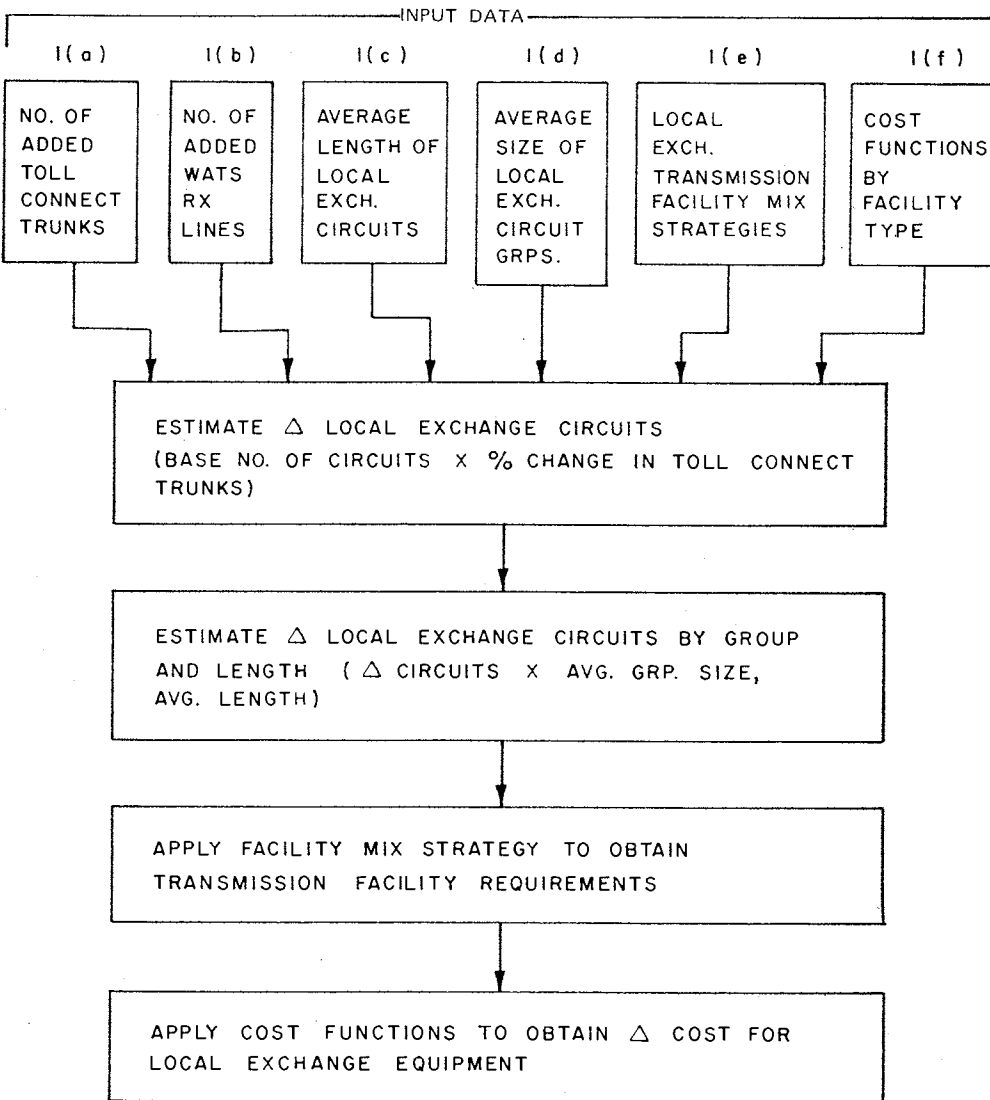 INPUT DATA
I(a) I(b) I(c) I(d) I(e) I(f)
NO. OF
ADDED
TOLL
CONNECT
TRUNKS
NO. OF
ADDED
WATS
RX
LINES
AVERAGE
LENGTH OF
LOCAL
EXCH.
CIRCUITS
AVERAGE
SIZE OF
LOCAL
EXCH.
CIRCUIT
GRPS.
LOCAL
EXCH.
TRANSMISSION
FACILITY MIX
STRATEGIES
COST
FUNCTIONS
BY
FACILITY
TYPE
ESTIMATE △ LOCAL EXCHANGE CIRCUITS
(BASE NO. OF CIRCUITS X % CHANGE IN TOLL CONNECT
TRUNKS)
ESTIMATE △ LOCAL EXCHANGE CIRCUITS BY GROUP
AND LENGTH ( △ CIRCUITS X AVG. GRP. SIZE,
AVG. LENGTH)
APPLY FACILITY MIX STRATEGY TO OBTAIN
TRANSMISSION FACILITY REQUIREMENTS
APPLY COST FUNCTIONS TO OBTAIN △ COST FOR
LOCAL EXCHANGE EQUIPMENT